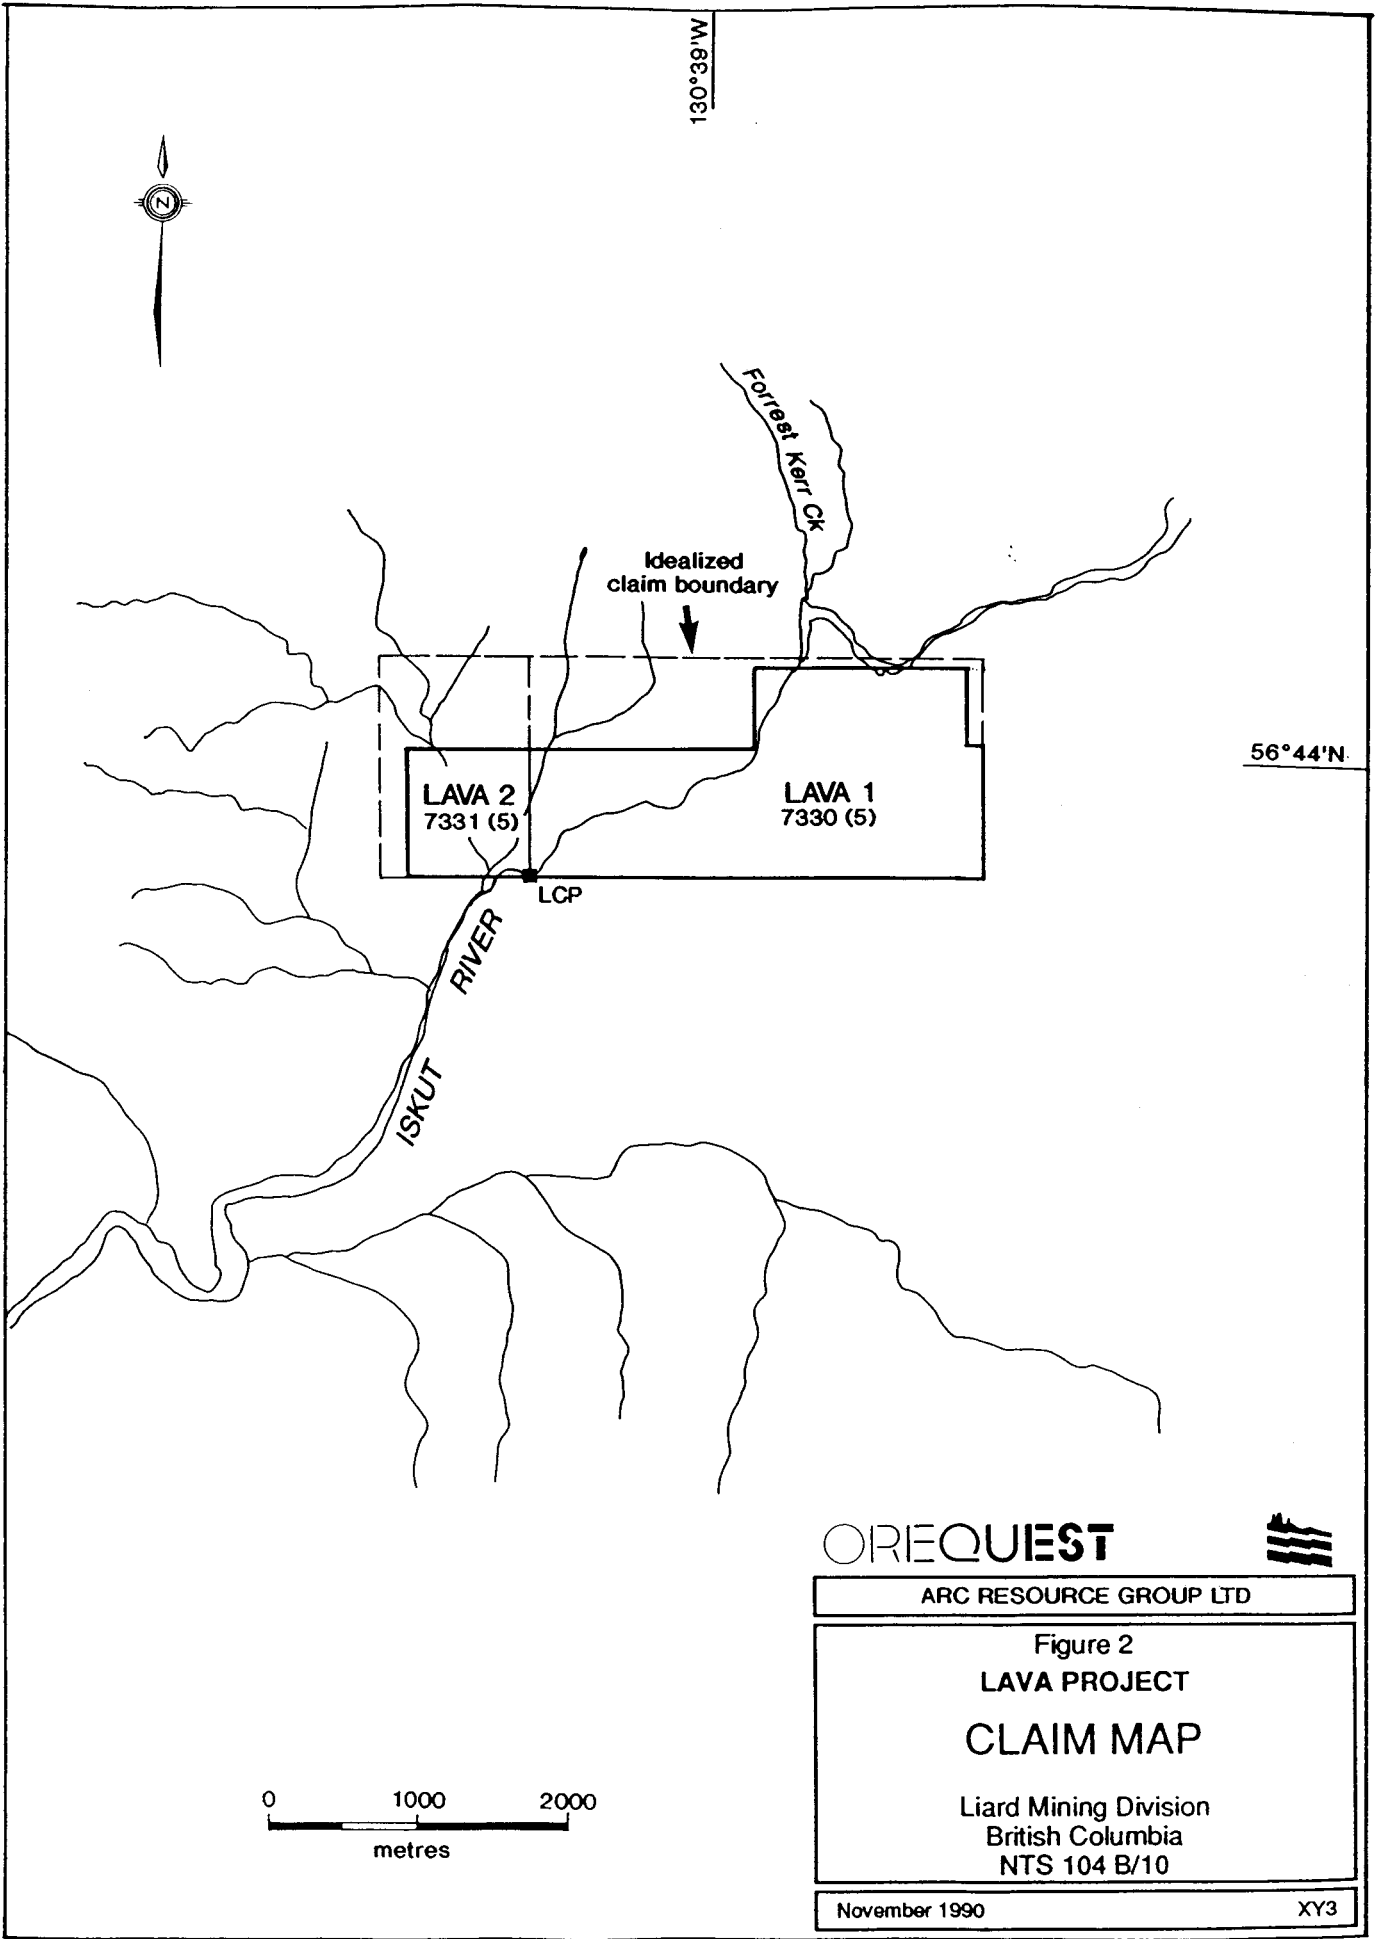 130°39'W
N
Forrest Kerr Ck
Idealized
claim boundary
56°44'N
LAVA 2
7331 (5)
LAVA 1
7330 (5)
LCP
ISKUT RIVER
OREQUEST
ARC RESOURCE GROUP LTD
Figure 2
LAVA PROJECT
CLAIM MAP
Liard Mining Division
British Columbia
NTS 104 B/10
November 1990 XY3
0 1000 2000
metres